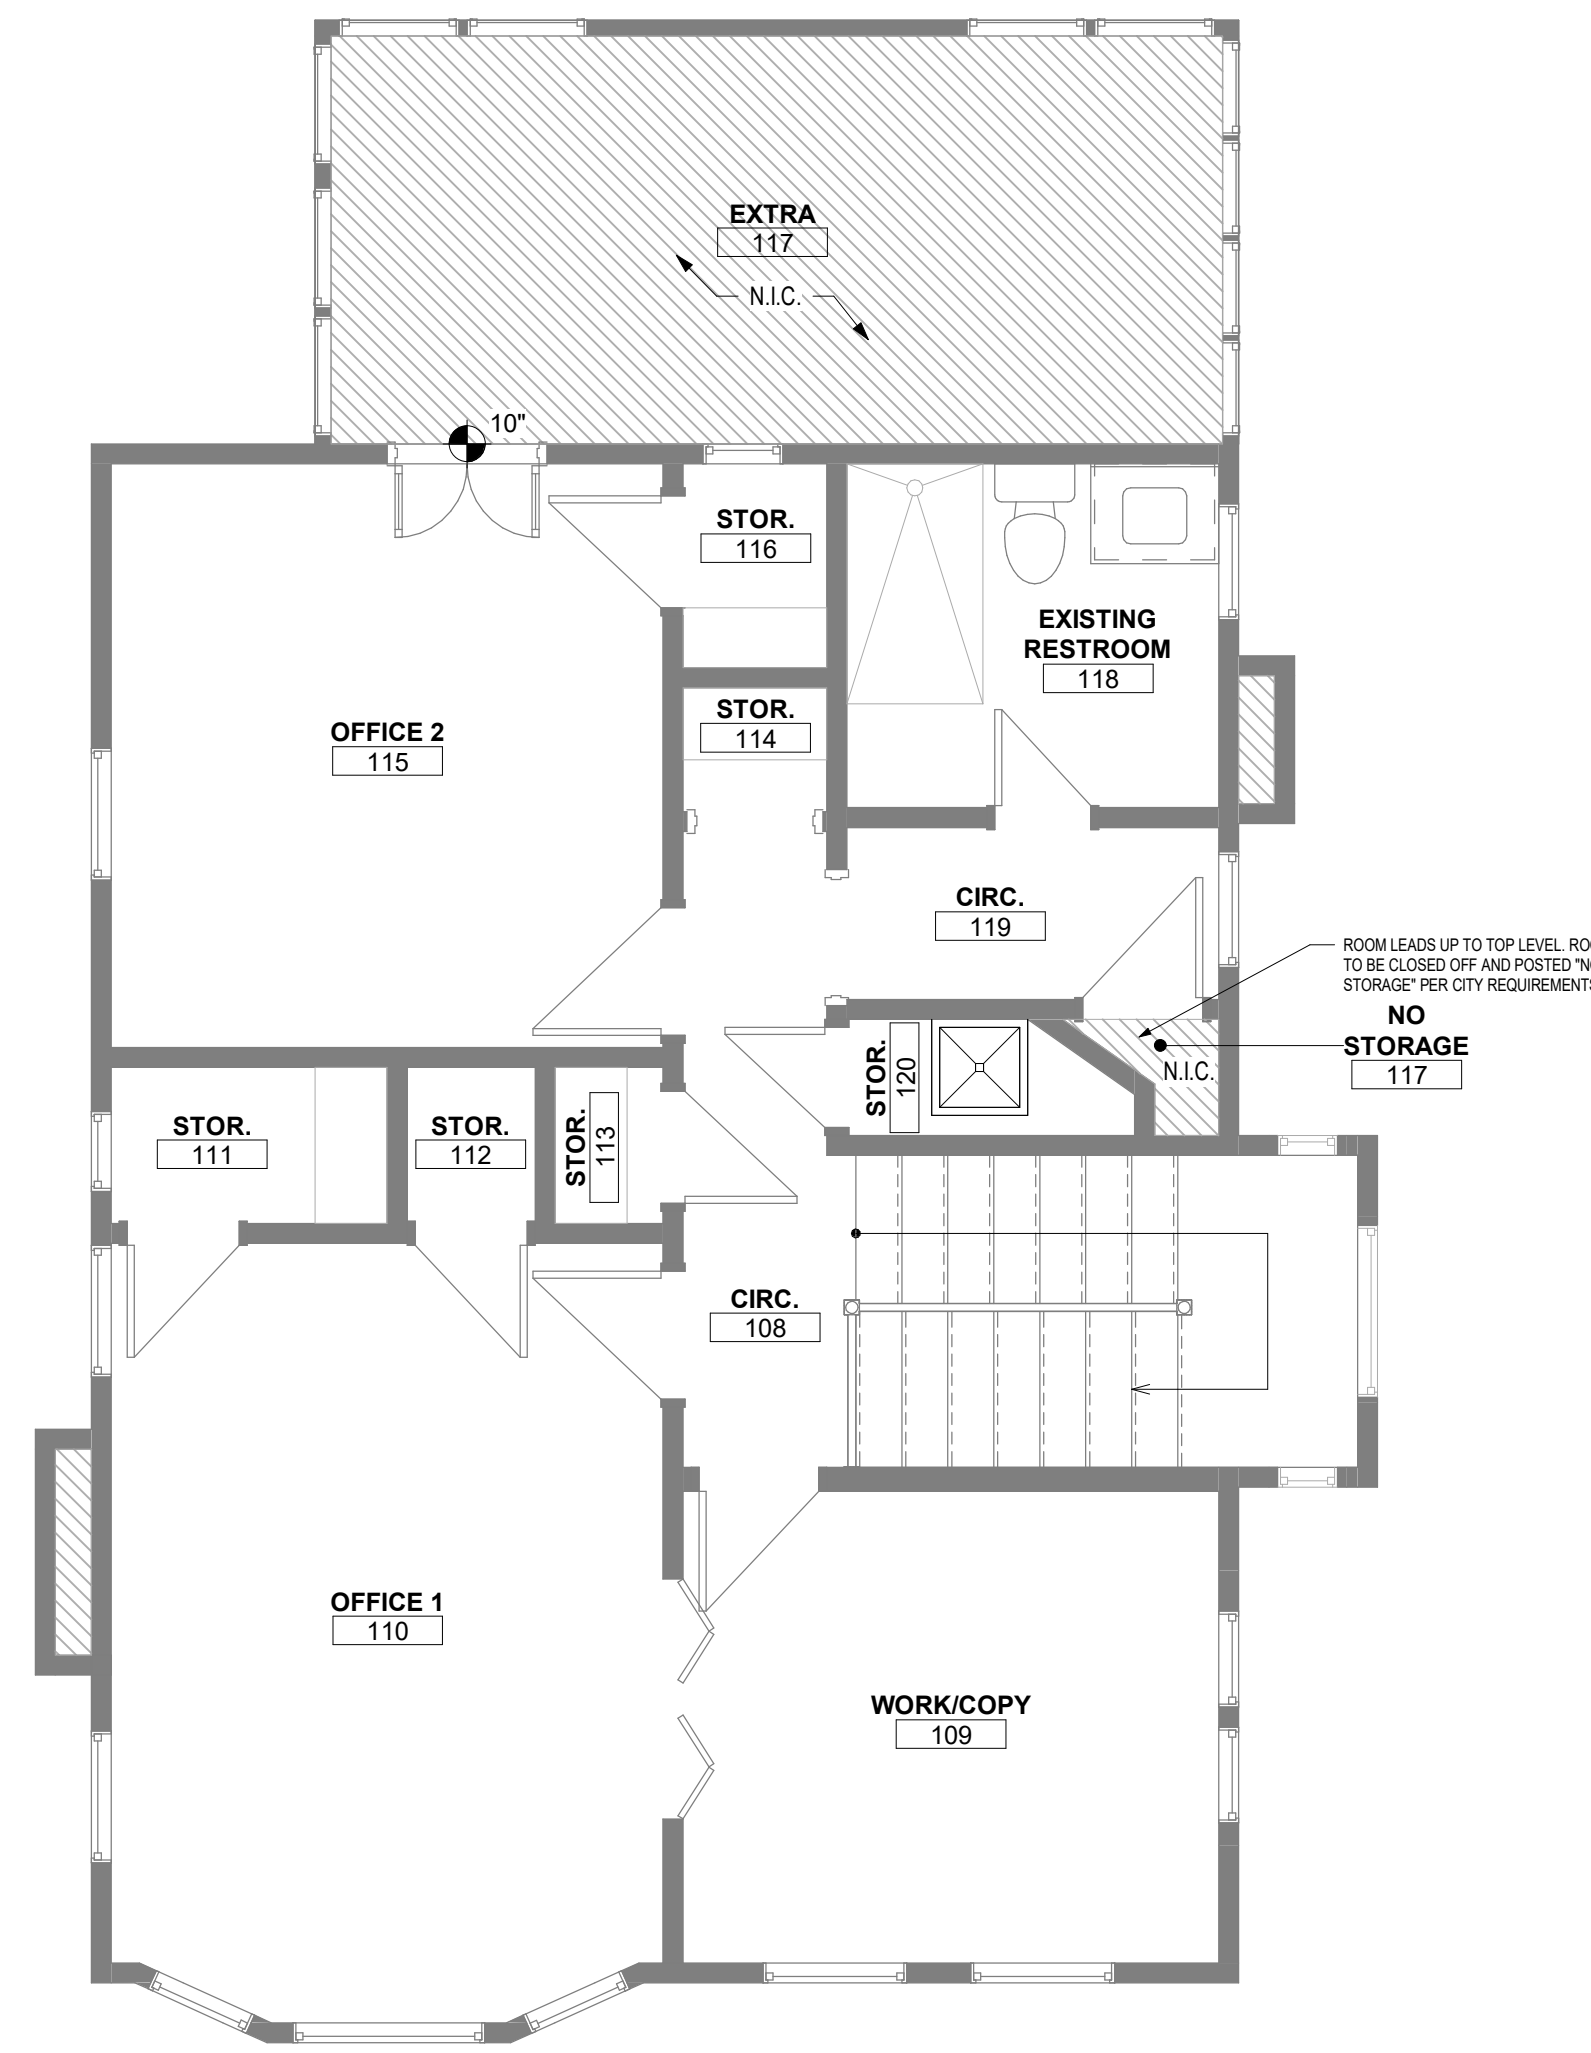 EXTRA
117
N.I.C.
10"
STOR.
116
EXISTING
RESTROOM
118
STOR.
114
OFFICE 2
115
CIRC.
119
ROOM LEADS UP TO TOP LEVEL.
TO BE CLOSED OFF AND POSTED
STORAGE" PER CITY REQUIREMENTS
NO
STORAGE
117
N.I.C.
STOR.
120
STOR.
111
STOR.
112
STOR.
113
CIRC.
108
OFFICE 1
110
WORK/COPY
109